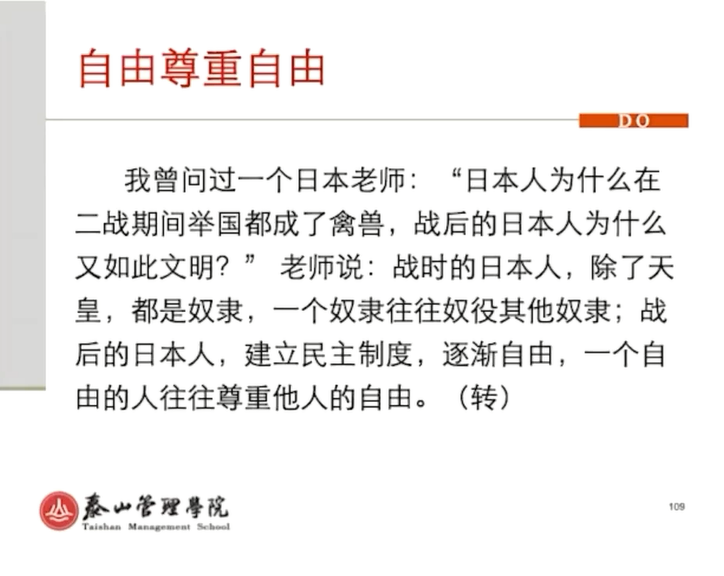 自由尊重自由
DO
我曾问过一个日本老师：“日本人为什么在
二战期间举国都成了禽兽，战后的日本人为什么
又如此文明？” 老师说：战时的日本人，除了天
皇，都是奴隶，一个奴隶往往奴役其他奴隶；战
后的日本人，建立民主制度，逐渐自由，一个自
由的人往往尊重他人的自由。（转）
泰山管理學院
Taishan Management School
109